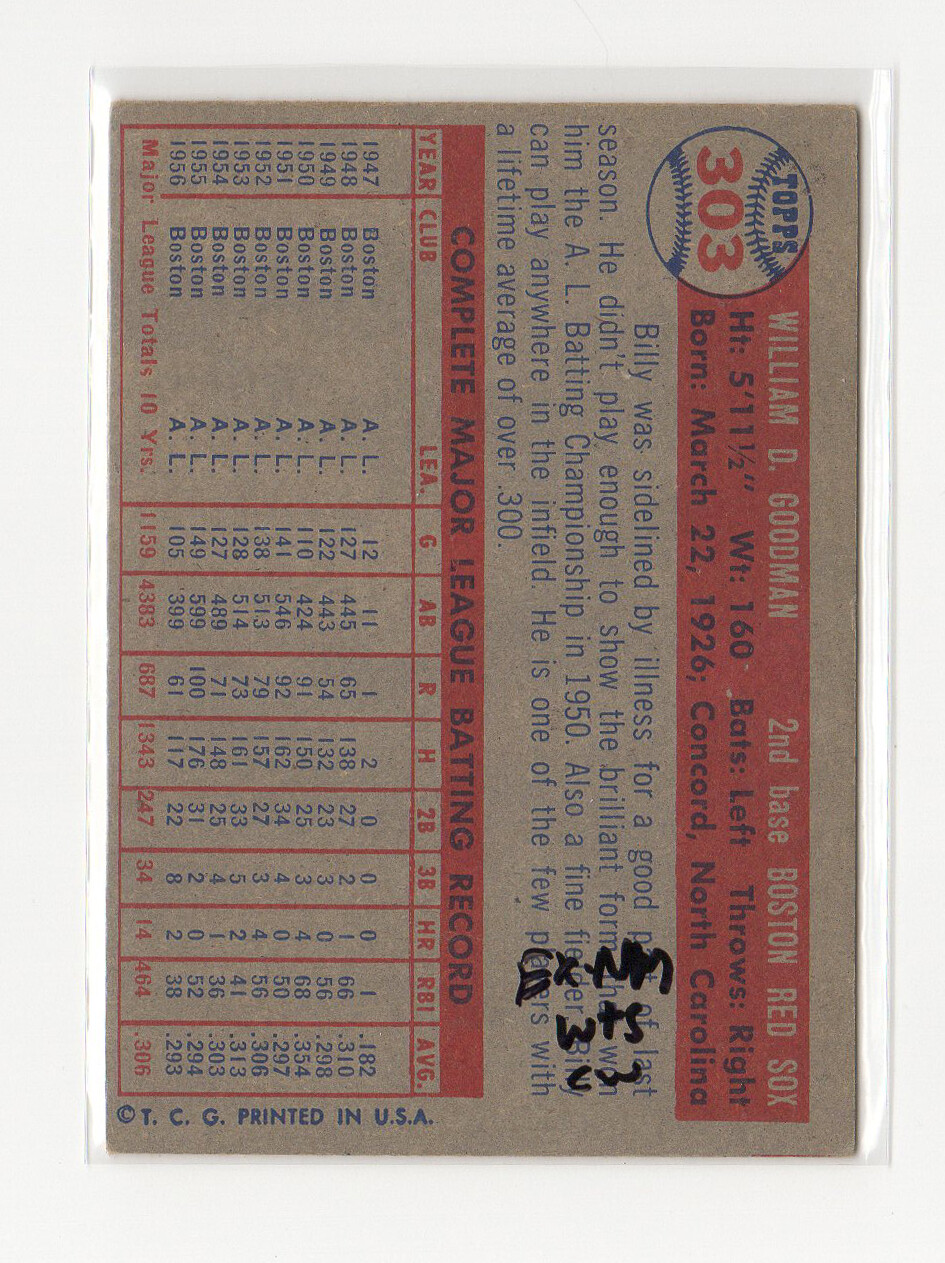 TOPPS
303
WILLIAM D. GOODMAN 2nd base BOSTON RED SOX
Ht: 5'11½" Wt: 160 Bats: Left Throws: Right
Born: March 22, 1926; Concord, North Carolina
Billy was sidelined by illness for a good part of last
season. He didn't play enough to show the brilliant form
him the A. L. Batting Championship in 1950. Also a fine fielder, Billy
can play anywhere in the infield. He is one of the few players with
a lifetime average of over .300.
COMPLETE MAJOR LEAGUE BATTING RECORD
YEAR CLUB LEA. G AB R H 2B 3B HR RBI AVG.
1947 Boston A. L. 12 11 1 2 0 0 0 1 .182
1948 Boston A. L. 127 445 65 138 27 2 1 66 .310
1949 Boston A. L. 122 443 54 132 23 3 0 56 .298
1950 Boston A. L. 110 424 91 150 25 3 4 68 .354
1951 Boston A. L. 141 546 92 162 34 4 0 50 .297
1952 Boston A. L. 138 513 79 157 27 3 4 56 .306
1953 Boston A. L. 128 514 73 161 33 5 2 41 .313
1954 Boston A. L. 127 489 71 148 25 4 1 36 .303
1955 Boston A. L. 149 599 100 176 31 2 0 52 .294
1956 Boston A. L. 105 399 61 117 22 8 2 38 .293
Major League Totals 10 Yrs. 1159 4383 687 1343 247 34 14 464 .306
© T. C. G. PRINTED IN U.S.A.